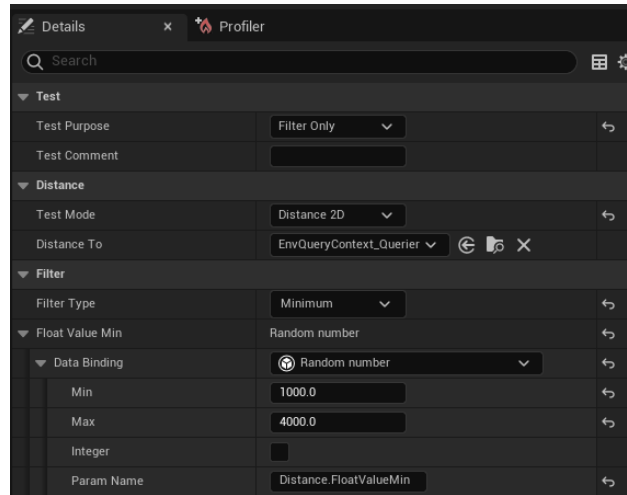 Details Profiler
Search
Test
Test Purpose Filter Only
Test Comment
Distance
Test Mode Distance 2D
Distance To EnvQueryContext_Querier
Filter
Filter Type Minimum
Float Value Min Random number
Data Binding Random number
Min 1000.0
Max 4000.0
Integer
Param Name Distance.FloatValueMin